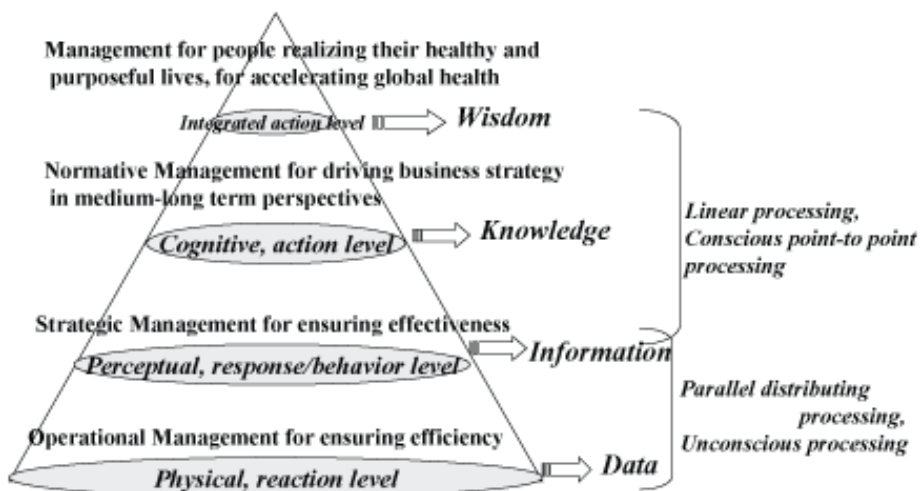 Management for people realizing their healthy and
purposeful lives, for accelerating global health
Integrated action level
Wisdom
Normative Management for driving business strategy
in medium-long term perspectives
Cognitive, action level
Knowledge
Linear processing,
Conscious point-to point
processing
Strategic Management for ensuring effectiveness
Perceptual, response/behavior level
Information
Parallel distributing
processing,
Unconscious processing
Operational Management for ensuring efficiency
Physical, reaction level
Data